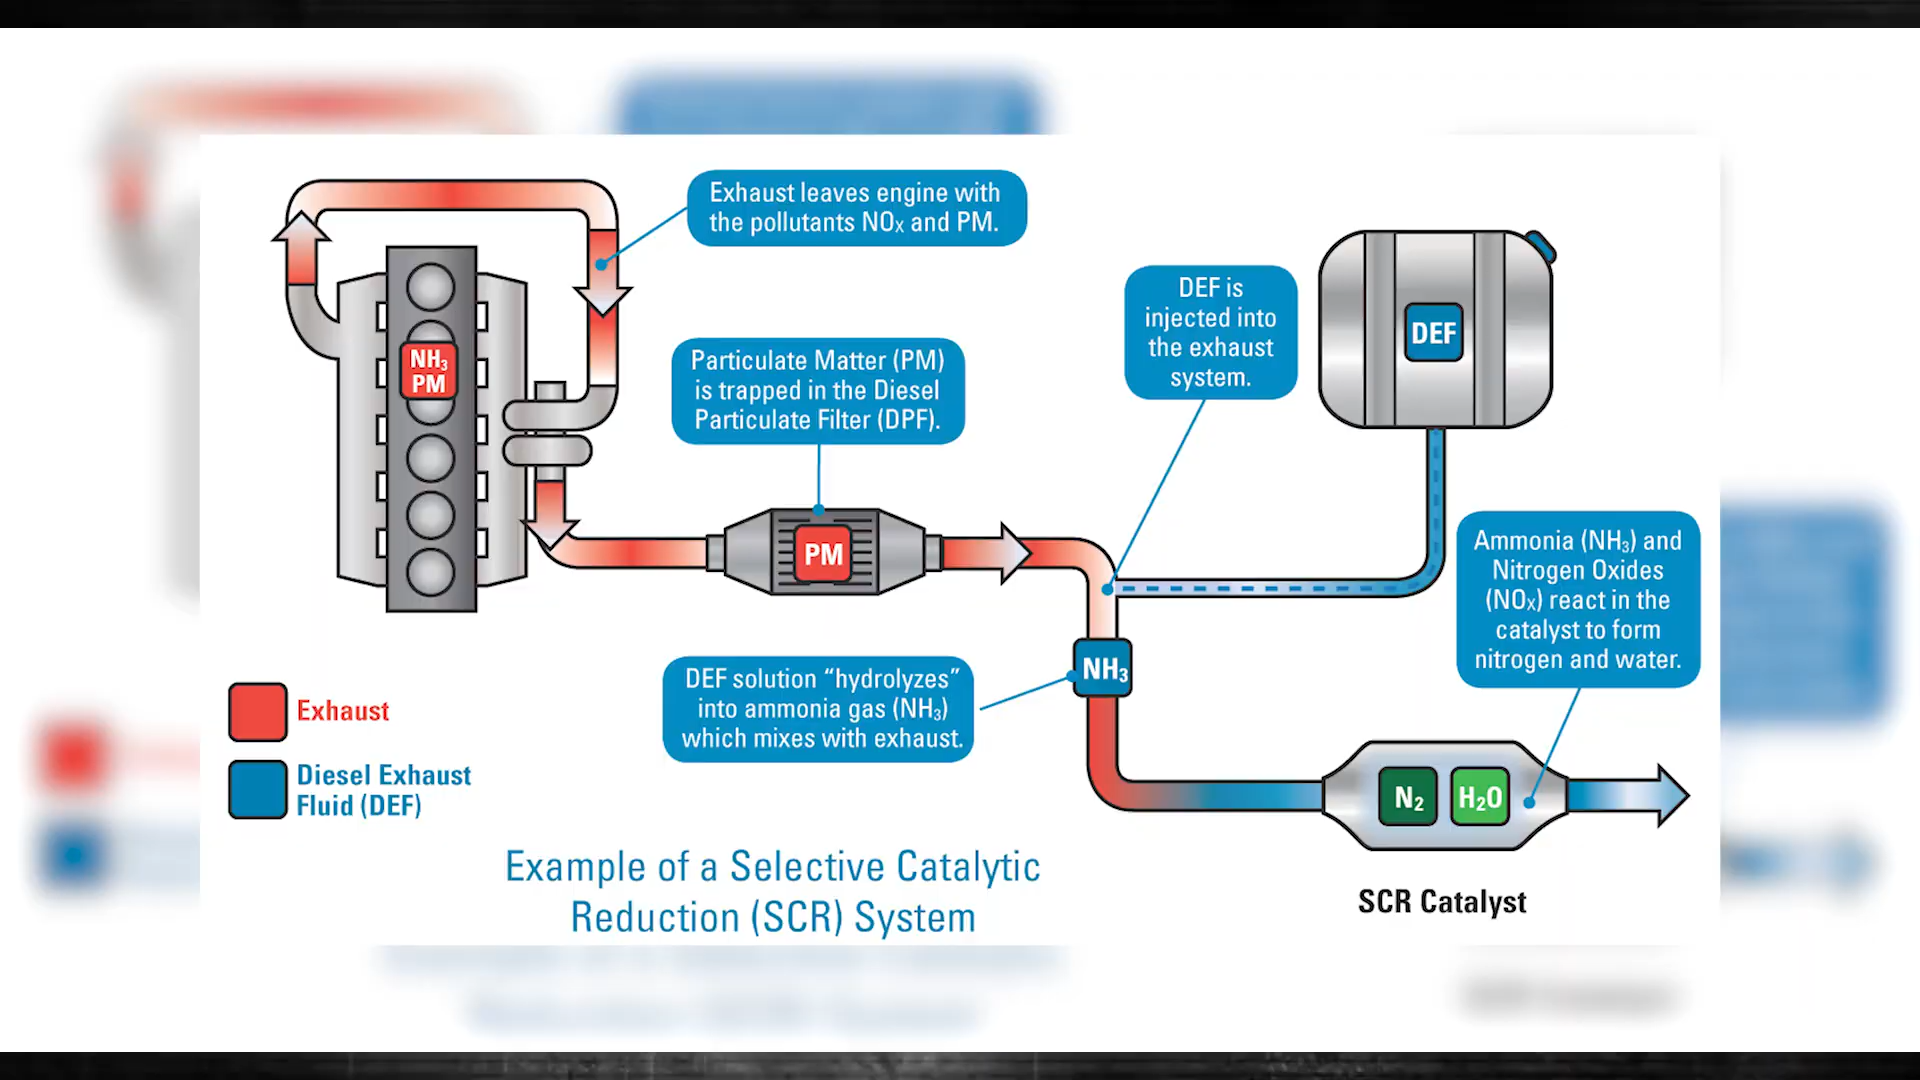 Exhaust leaves engine with
the pollutants NOx and PM.
DEF is
injected into
the exhaust
system.
DEF
NH3
PM
Particulate Matter (PM)
is trapped in the Diesel
Particulate Filter (DPF).
PM
Ammonia (NH3) and
Nitrogen Oxides
(NOx) react in the
catalyst to form
nitrogen and water.
NH3
DEF solution “hydrolyzes”
into ammonia gas (NH3)
which mixes with exhaust.
Exhaust
Diesel Exhaust
Fluid (DEF)
N2
H2O
Example of a Selective Catalytic
Reduction (SCR) System
SCR Catalyst